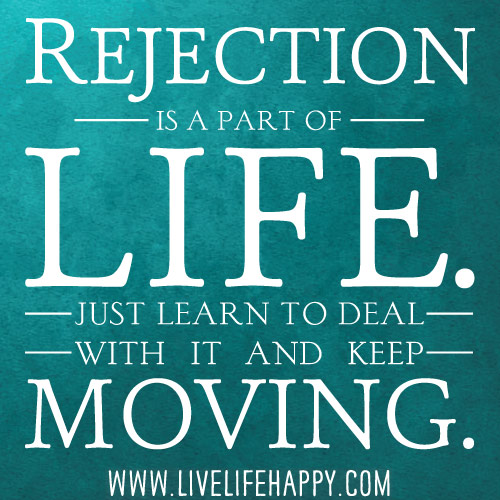 REJECTION
IS A PART OF
LIFE.
JUST LEARN TO DEAL
WITH IT AND KEEP
MOVING.
WWW.LIVELIFEHAPPY.COM